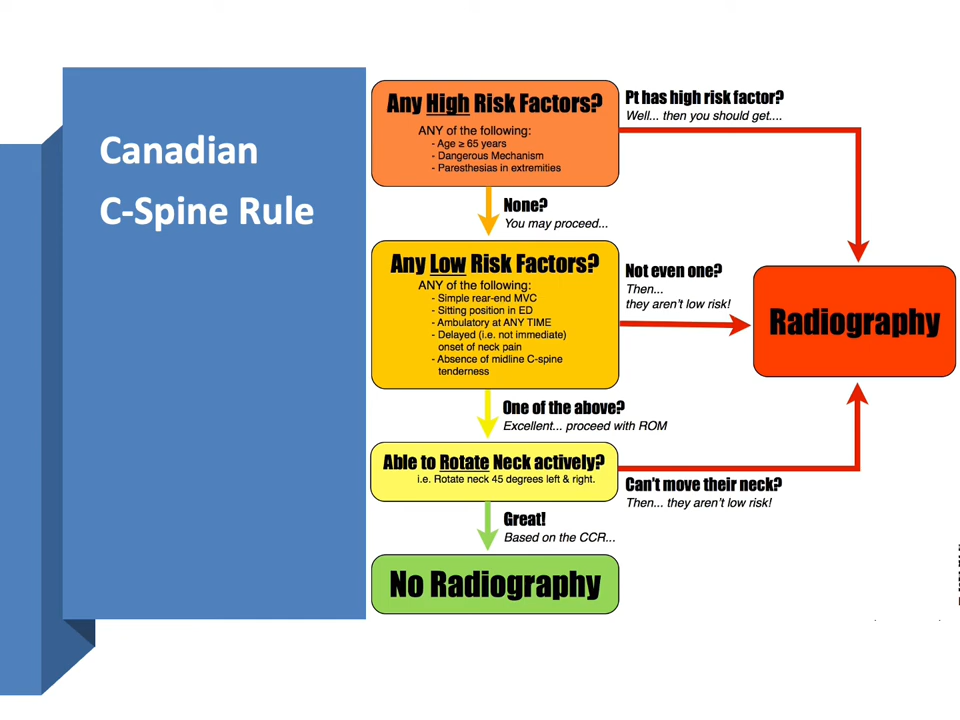 Canadian
C-Spine Rule
Any High Risk Factors?
ANY of the following:
- Age ≥ 65 years
- Dangerous Mechanism
- Paresthesias in extremities
Pt has high risk factor?
Well... then you should get....
None?
You may proceed...
Any Low Risk Factors?
ANY of the following:
- Simple rear-end MVC
- Sitting position in ED
- Ambulatory at ANY TIME
- Delayed (i.e. not immediate)
onset of neck pain
- Absence of midline C-spine
tenderness
Not even one?
Then...
they aren't low risk!
Radiography
One of the above?
Excellent... proceed with ROM
Able to Rotate Neck actively?
i.e. Rotate neck 45 degrees left & right.
Can't move their neck?
Then... they aren't low risk!
Great!
Based on the CCR...
No Radiography